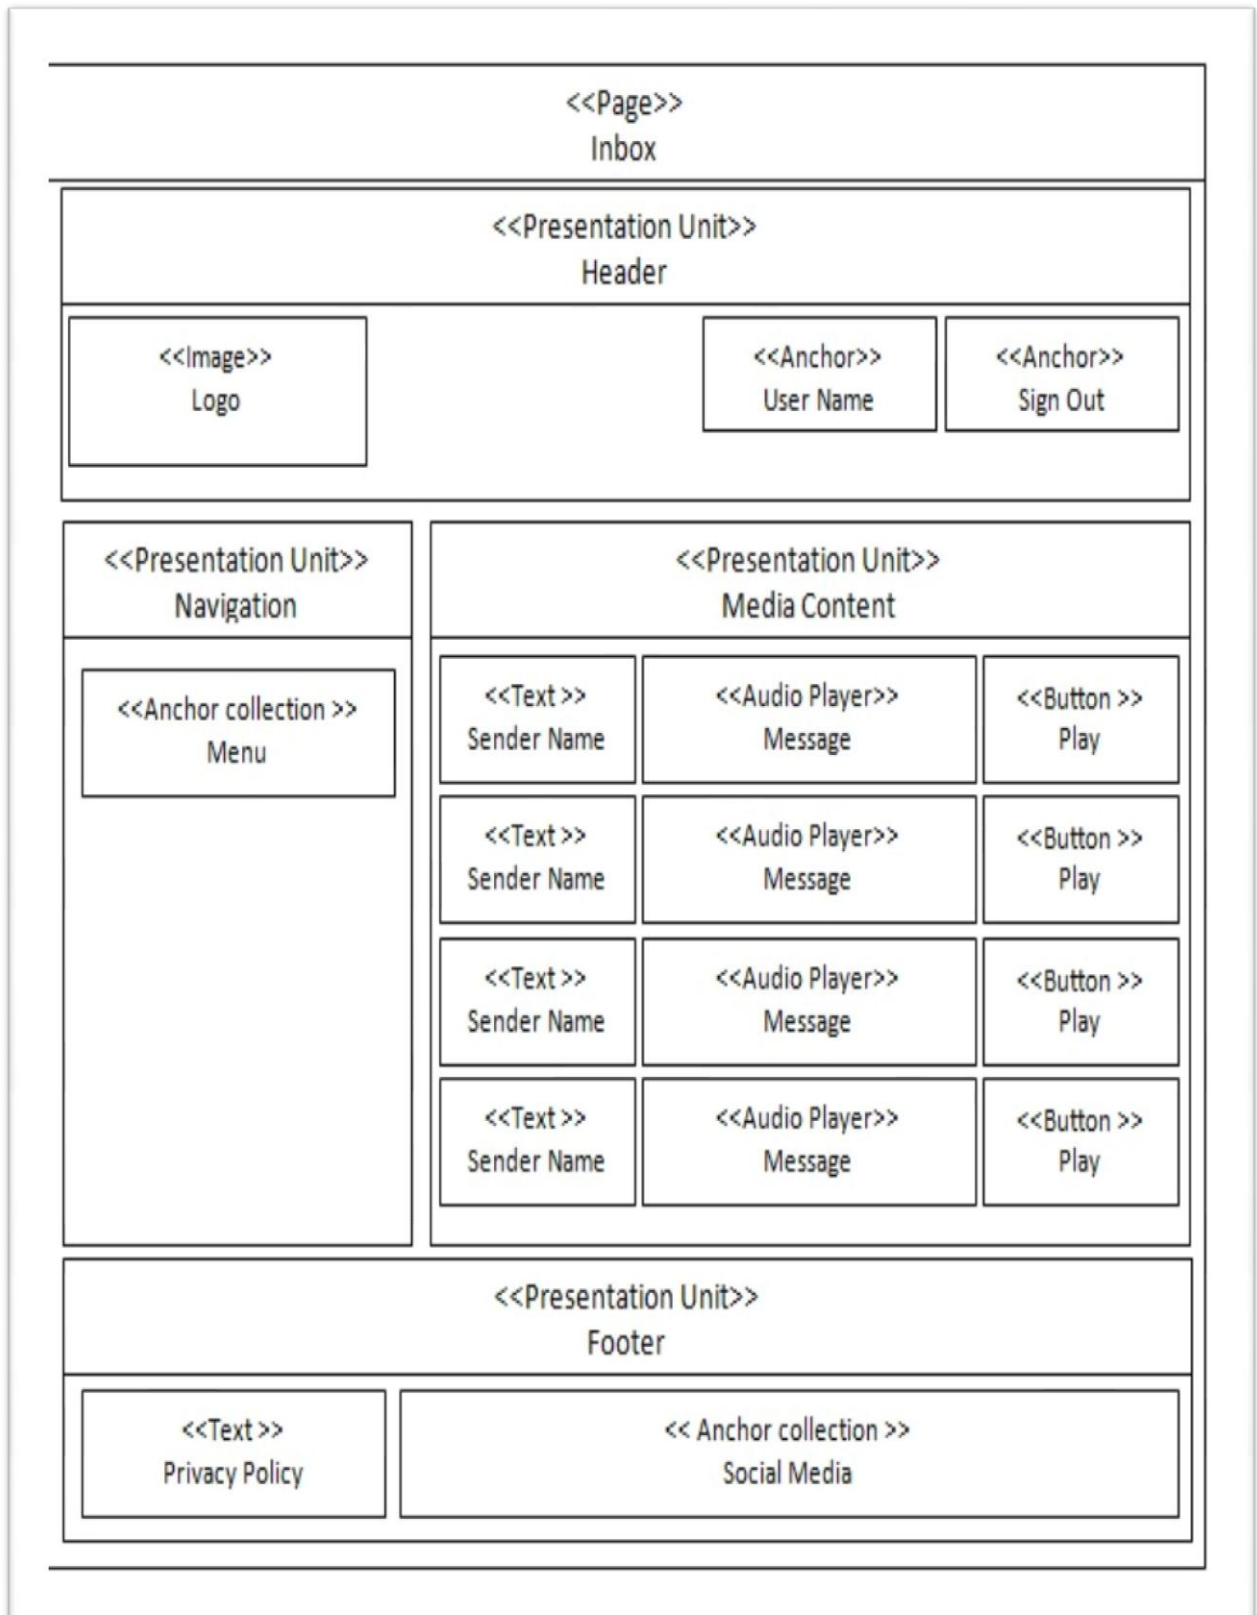 <<Page>>
Inbox
<<Presentation Unit>>
Header
<<Image>>
Logo
<<Anchor>>
User Name
<<Anchor>>
Sign Out
<<Presentation Unit>>
Navigation
<<Anchor collection >>
Menu
<<Presentation Unit>>
Media Content
<<Text >>
Sender Name
<<Audio Player>>
Message
<<Button >>
Play
<<Text >>
Sender Name
<<Audio Player>>
Message
<<Button >>
Play
<<Text >>
Sender Name
<<Audio Player>>
Message
<<Button >>
Play
<<Text >>
Sender Name
<<Audio Player>>
Message
<<Button >>
Play
<<Presentation Unit>>
Footer
<<Text >>
Privacy Policy
<< Anchor collection >>
Social Media